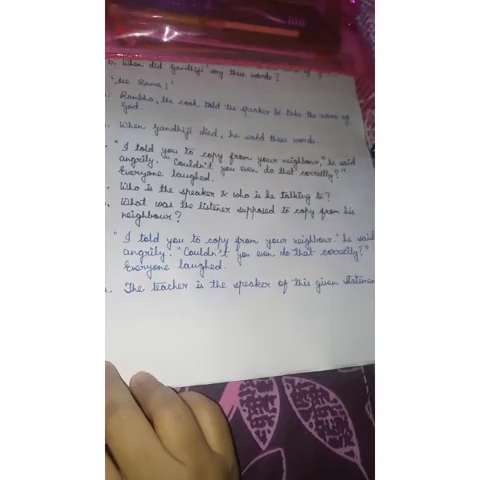 b. When did Gandhiji say these words?
"He Rama!"
Rambha, the cook told the speaker to take the name of
God.
When Gandhiji died, he said these words.
"I told you to copy from your neighbour," he said
angrily. "Couldn't you even do that correctly?"
Everyone laughed.
Who is the speaker & who is he talking to?
What was the listener supposed to copy from his
neighbour?
"I told you to copy from your neighbour." he said
angrily. "Couldn't you even do that correctly?"
Everyone laughed.
The teacher is the speaker of this given statemen